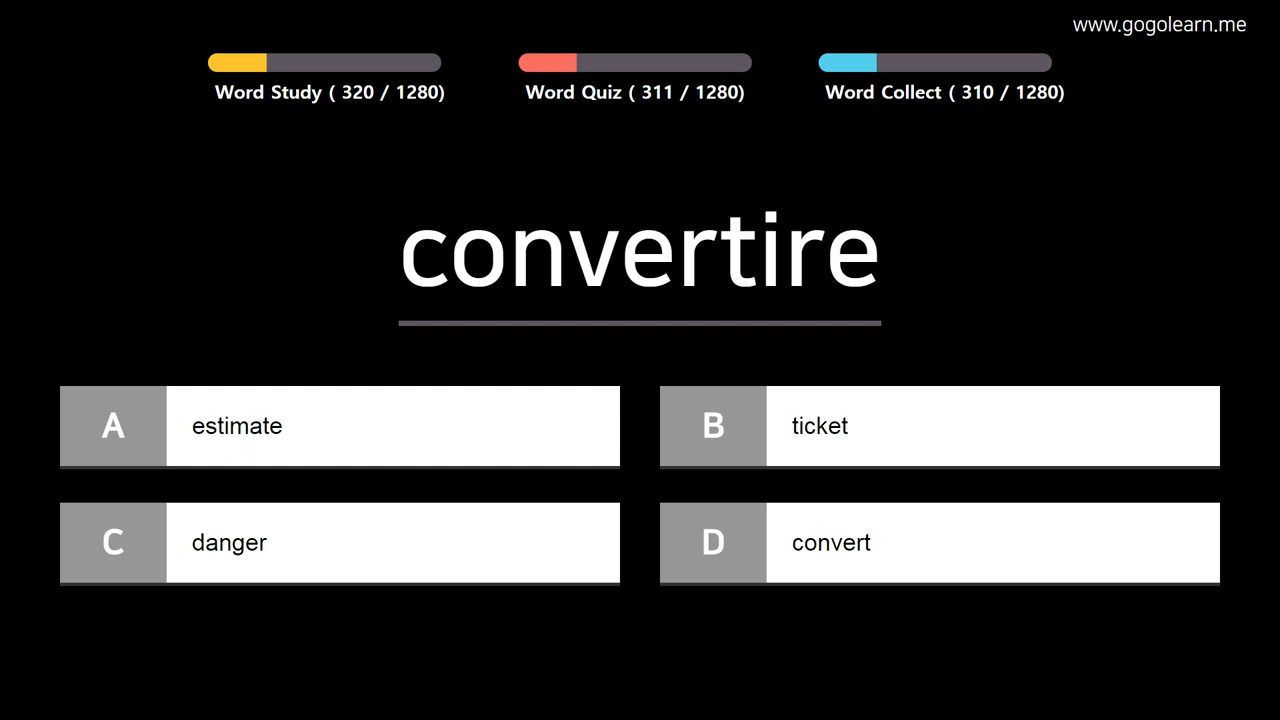 www.gogolearn.me
Word Study ( 320 / 1280)
Word Quiz ( 311 / 1280)
Word Collect ( 310 / 1280)
convertire
A estimate
B ticket
C danger
D convert